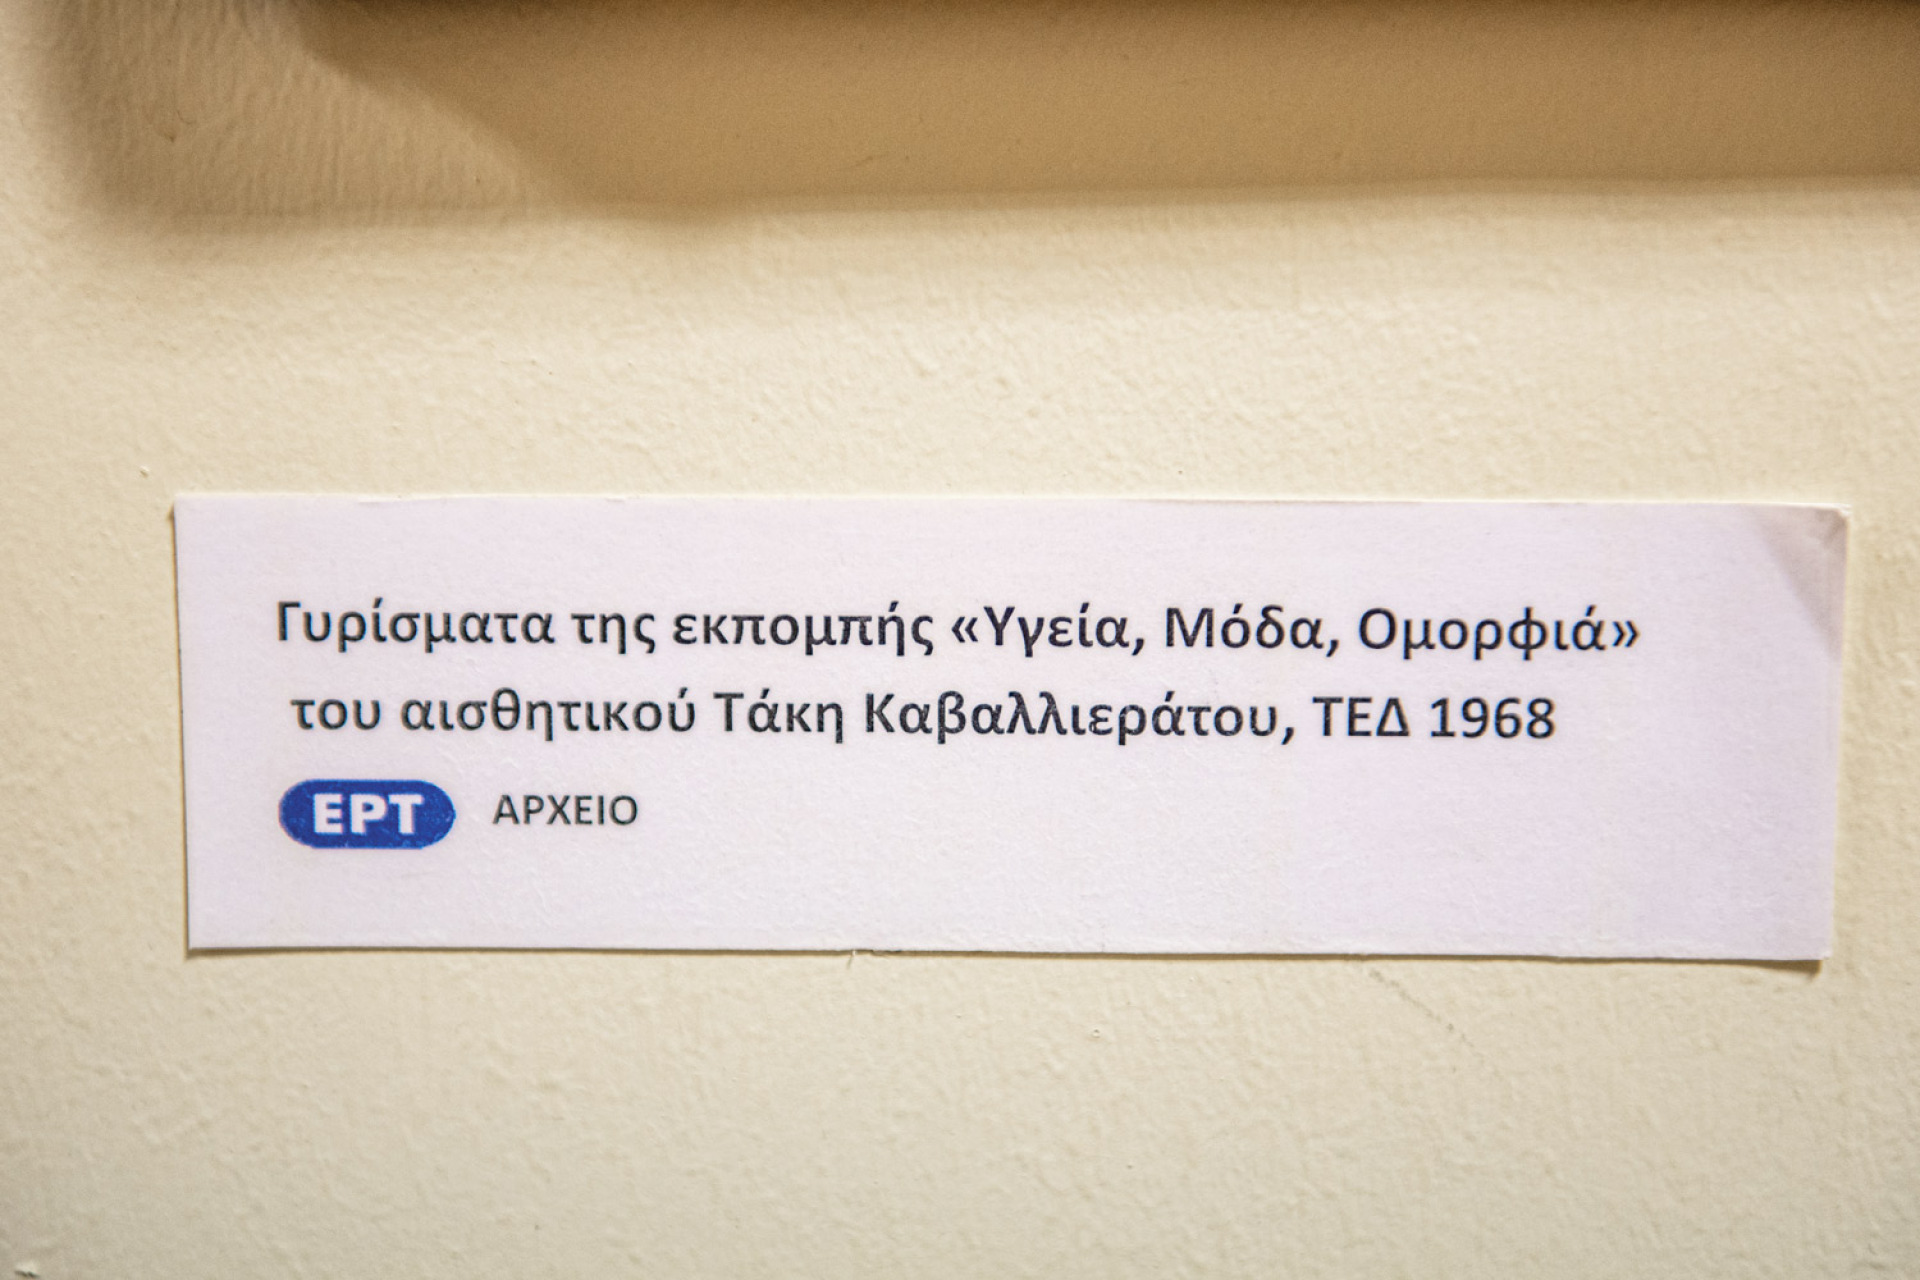 Γυρίσματα της εκπομπής «Υγεία, Μόδα, Ομορφιά»
του αισθητικού Τάκη Καβαλλιεράτου, ΤΕΔ 1968
ΕΡΤ ΑΡΧΕΙΟ